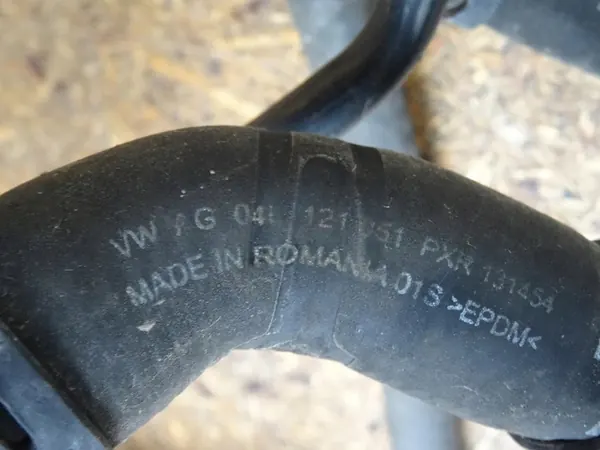 VW AG 04L 121 051 PXR 131454
MADE IN ROMANIA 01S >EPDM<